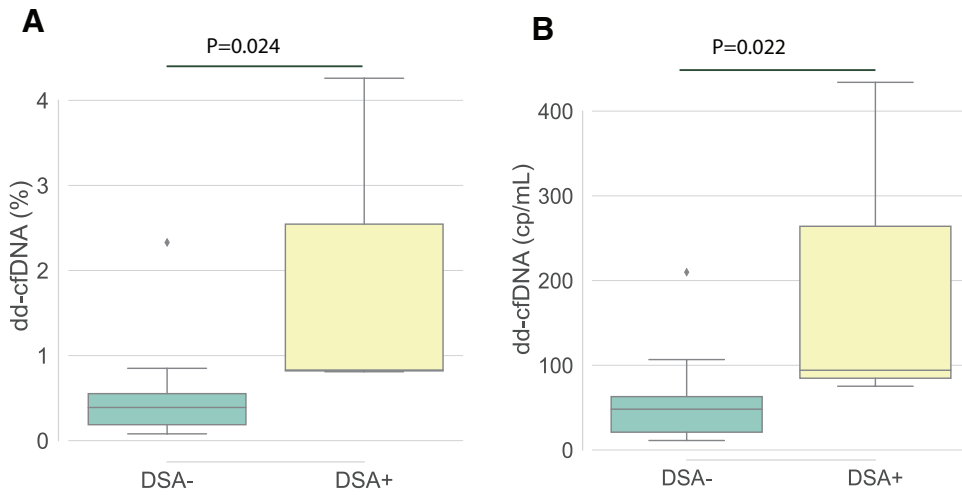 A
P=0.024
dd-cfDNA (%)
4
3
2
1
0
DSA-
DSA+
B
P=0.022
dd-cfDNA (cp/mL)
400
300
200
100
0
DSA-
DSA+